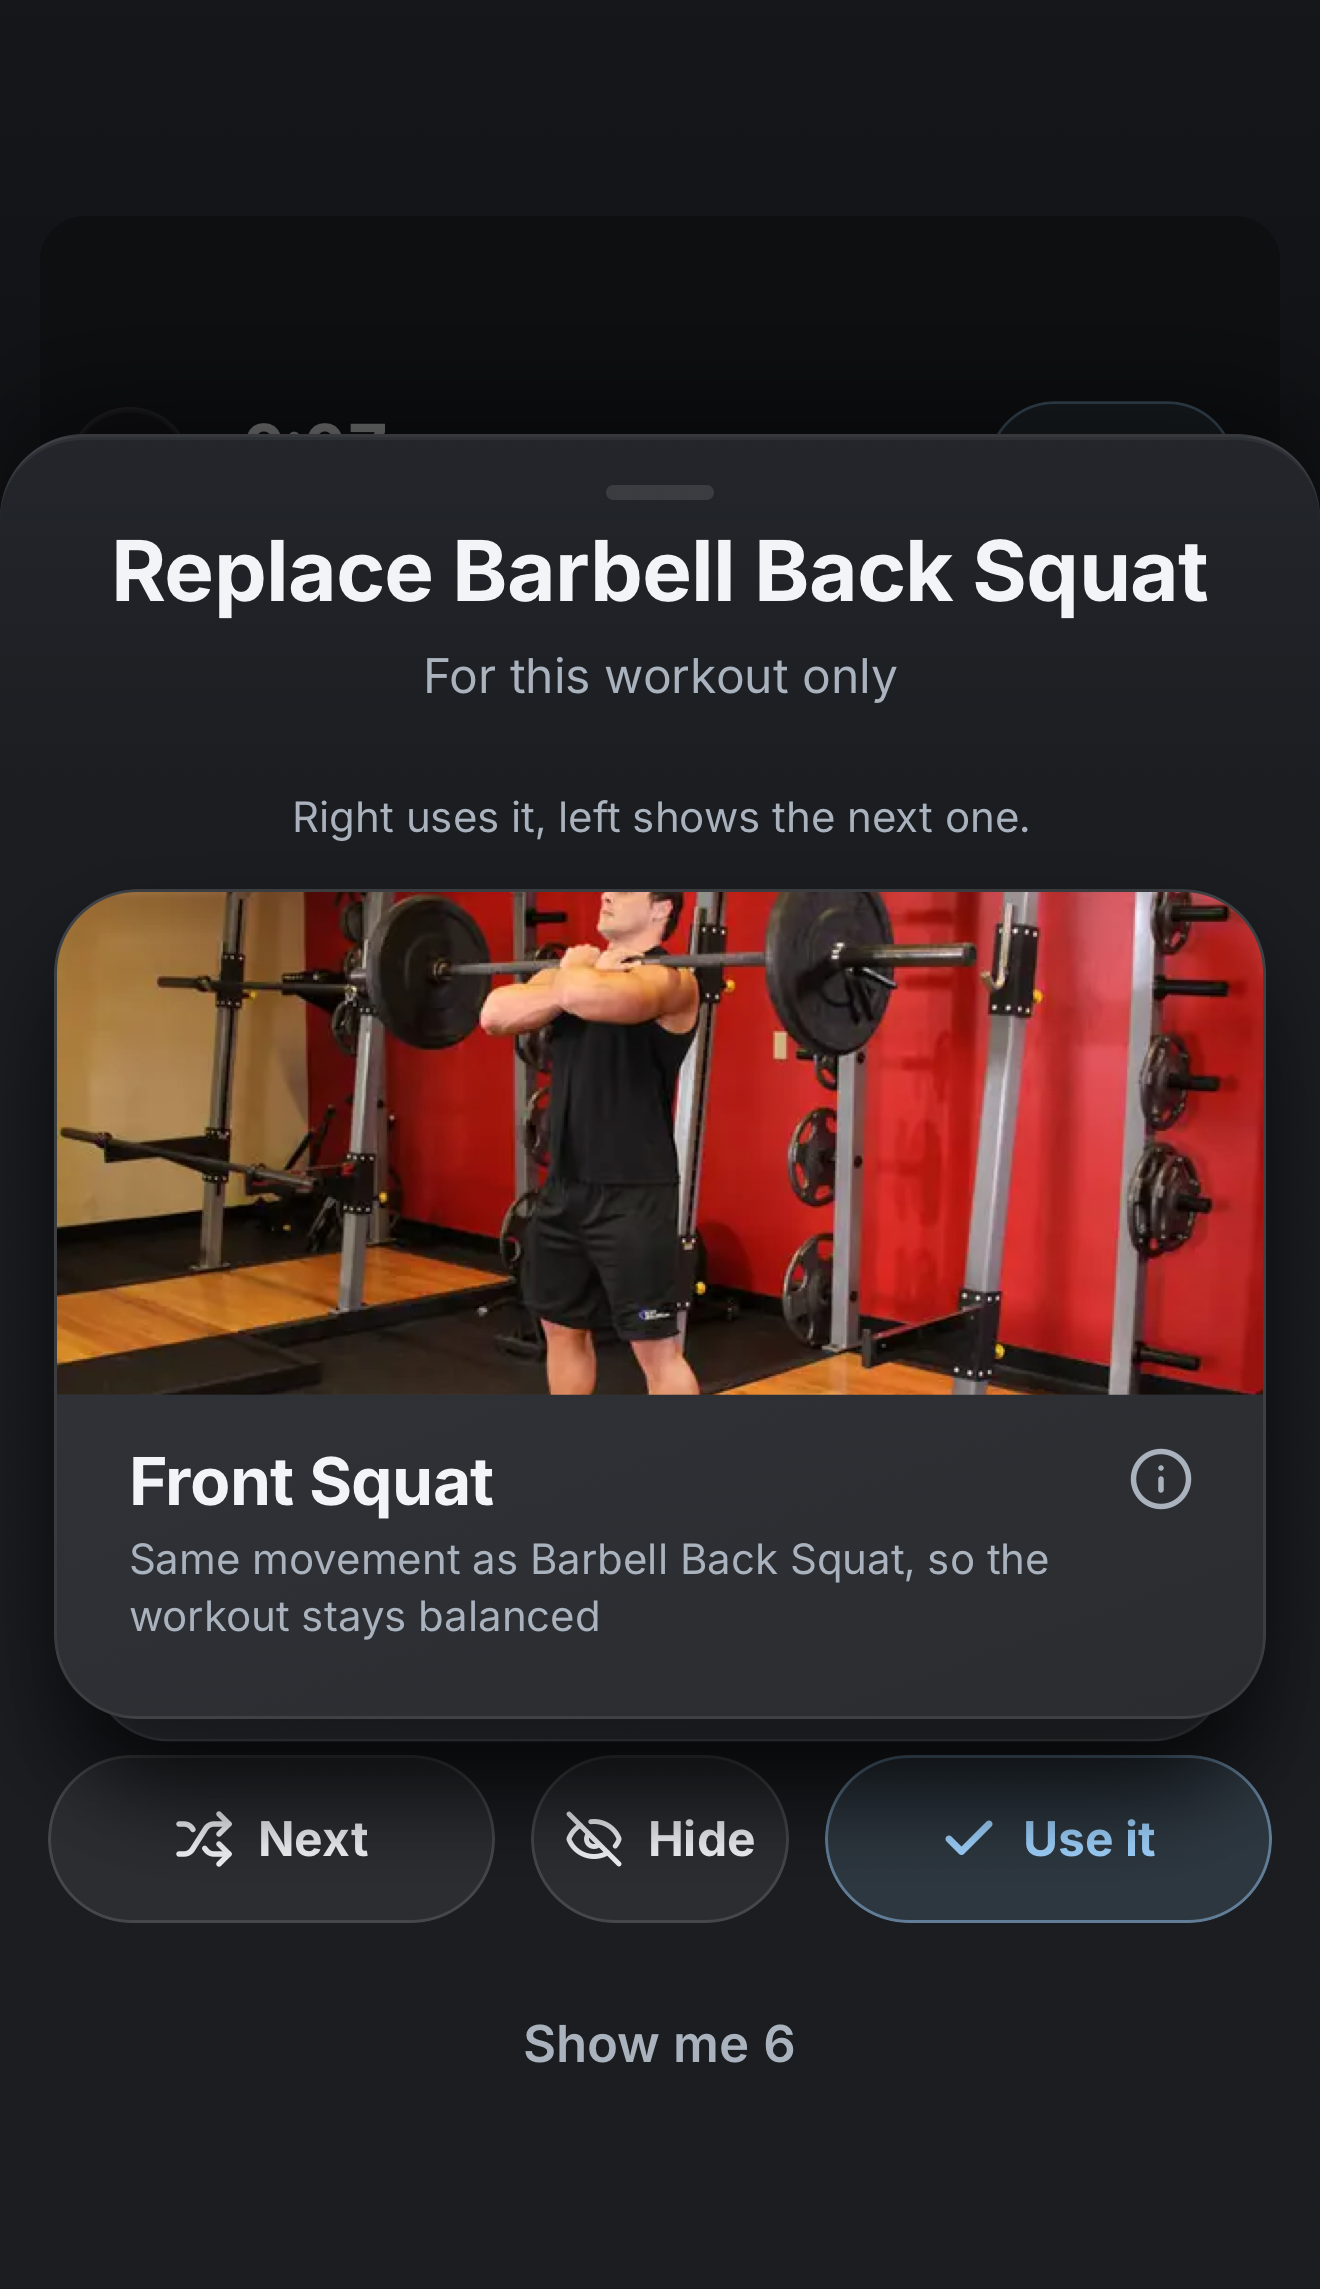 Replace Barbell Back Squat
For this workout only
Right uses it, left shows the next one.
Front Squat
Same movement as Barbell Back Squat, so the
workout stays balanced
Next
Hide
Use it
Show me 6